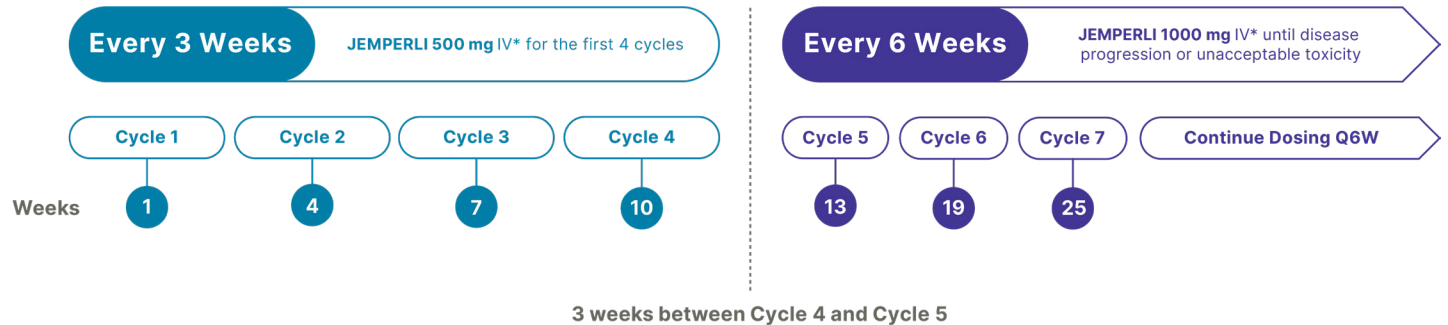 Every 3 Weeks
JEMPERLI 500 mg IV* for the first 4 cycles
Every 6 Weeks
JEMPERLI 1000 mg IV* until disease
progression or unacceptable toxicity
Cycle 1
Cycle 2
Cycle 3
Cycle 4
Cycle 5
Cycle 6
Cycle 7
Continue Dosing Q6W
Weeks
1
4
7
10
13
19
25
3 weeks between Cycle 4 and Cycle 5